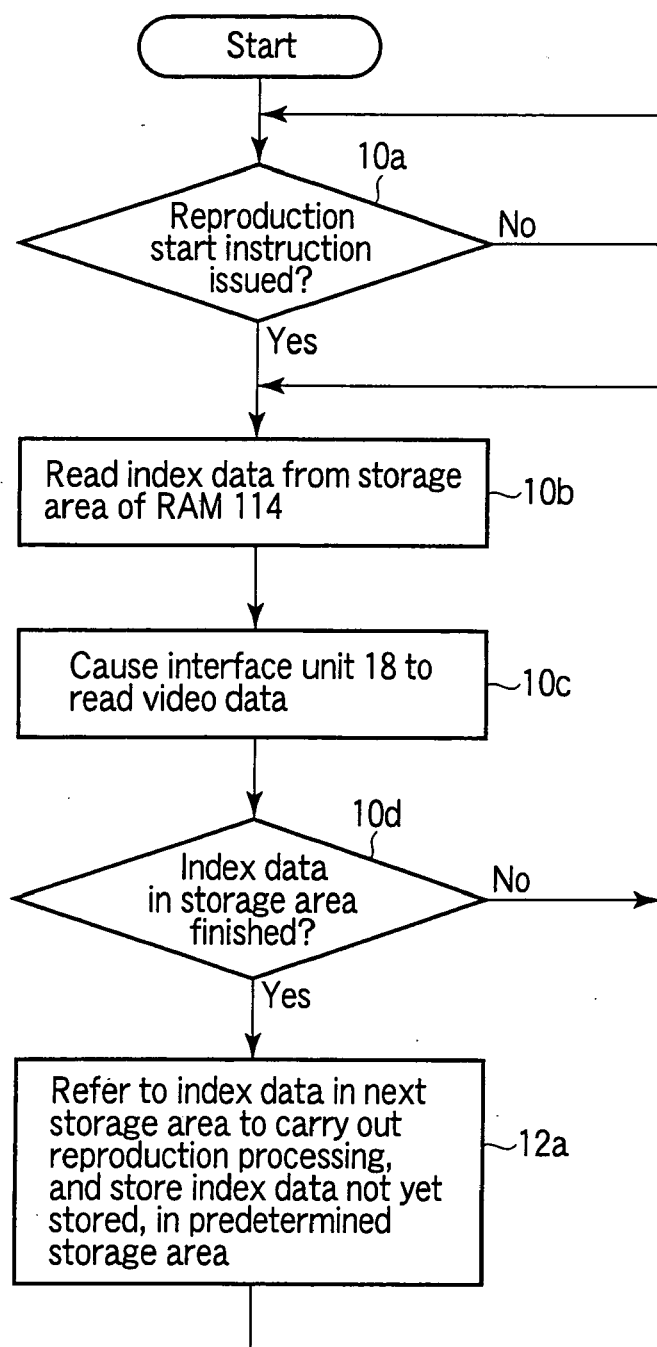 Start
10a
Reproduction
start instruction
issued?
No
Yes
Read index data from storage
area of RAM 114
10b
Cause interface unit 18 to
read video data
10c
10d
Index data
in storage area
finished?
No
Yes
Refer to index data in next
storage area to carry out
reproduction processing,
and store index data not yet
stored, in predetermined
storage area
12a